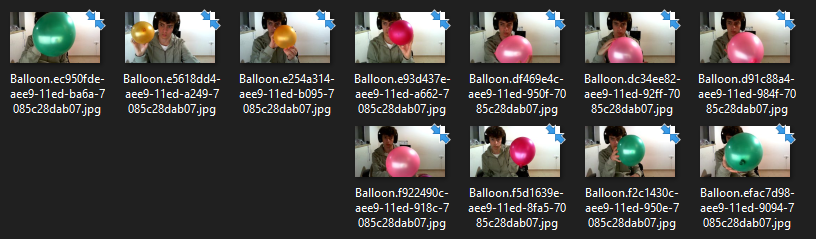 Balloon.ec950fde-
aee9-11ed-ba6a-7
085c28dab07.jpg
Balloon.e5618dd4-
aee9-11ed-a249-7
085c28dab07.jpg
Balloon.e254a314-
aee9-11ed-b095-7
085c28dab07.jpg
Balloon.e93d437e-
aee9-11ed-a662-7
085c28dab07.jpg
Balloon.df469e4c-
aee9-11ed-950f-70
85c28dab07.jpg
Balloon.dc34ee82-
aee9-11ed-92ff-70
85c28dab07.jpg
Balloon.d91c88a4-
aee9-11ed-984f-70
85c28dab07.jpg
Balloon.f922490c-
aee9-11ed-918c-7
085c28dab07.jpg
Balloon.f5d1639e-
aee9-11ed-8fa5-70
85c28dab07.jpg
Balloon.f2c1430c-
aee9-11ed-950e-7
085c28dab07.jpg
Balloon.efac7d98-
aee9-11ed-9094-7
085c28dab07.jpg